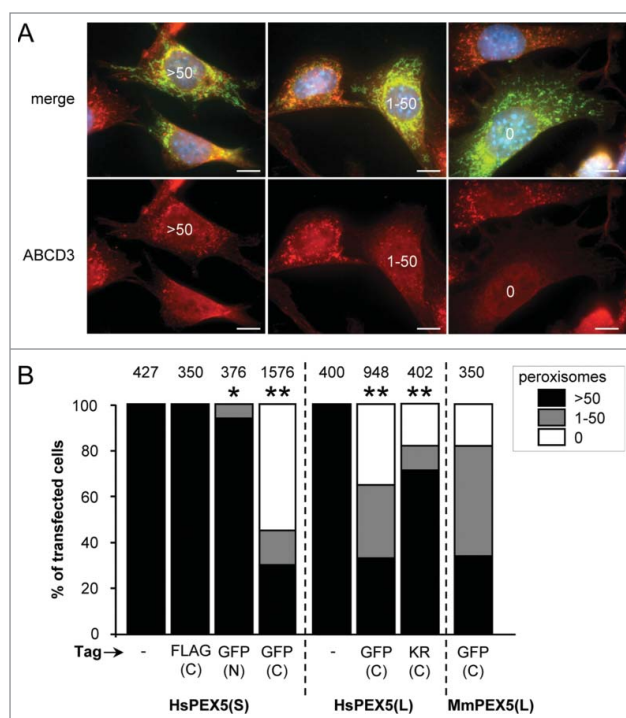 A
merge
>50
1-50
0
ABCD3
>50
1-50
0
B
427 350 376 1576 400 948 402 350
* ** ** **
peroxisomes
>50
1-50
0
% of transfected cells
100
80
60
40
20
0
Tag→ - FLAG GFP GFP - GFP KR GFP
(C) (N) (C) (C) (C) (C)
HsPEX5(S) HsPEX5(L) MmPEX5(L)